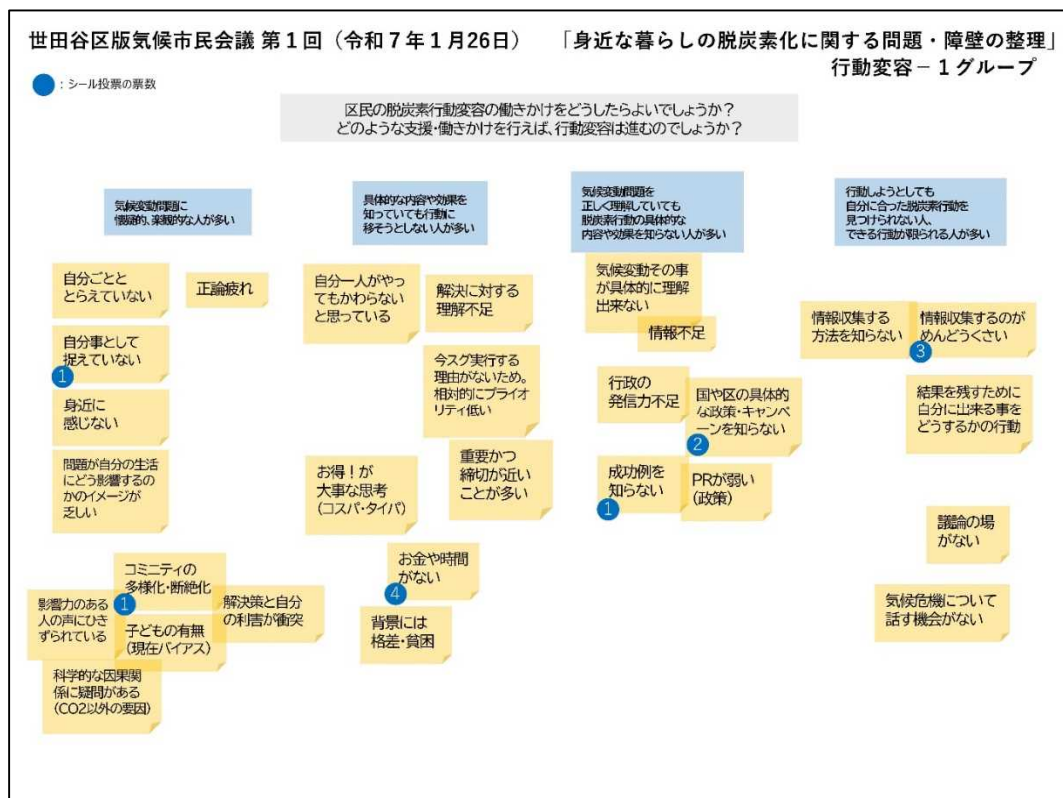 世田谷区版気候市民会議 第1回（令和7年1月26日）　「身近な暮らしの脱炭素化に関する問題・障壁の整理」
行動変容－1グループ
：シール投票の票数
区民の脱炭素行動変容の働きかけをどうしたらよいでしょうか？
どのような支援・働きかけを行えば、行動変容は進むのでしょうか？
気候変動問題に
懐疑的、楽観的な人が多い
自分ごとと
とらえていない
正論疲れ
自分事として
捉えていない
1
身近に
感じない
問題が自分の生活
にどう影響するの
かのイメージが
乏しい
コミニティの
多様化・断絶化
1
影響力のある
人の声にひき
ずられている
子どもの有無
（現在バイアス）
解決策と自分
の利害が衝突
科学的な因果関
係に疑問がある
（CO2以外の要因）
具体的な内容や効果を
知っていても行動に
移そうとしない人が多い
自分一人がやっ
てもかわらない
と思っている
解決に対する
理解不足
今スグ実行する
理由がないため。
相対的にプライオ
リティ低い
お得！が
大事な思考
（コスパ・タイパ）
重要かつ
締切が近い
ことが多い
お金や時間
がない
4
背景には
格差・貧困
気候変動問題を
正しく理解していても
脱炭素行動の具体的な
内容や効果を知らない人が多い
気候変動その事
が具体的に理解
出来ない
情報不足
行政の
発信力不足
国や区の具体的
な政策・キャンペ
ーンを知らない
2
成功例を
知らない
1
PRが弱い
（政策）
行動しようとしても
自分に合った脱炭素行動を
見つけられない人、
できる行動が限られる人が多い
情報収集する
方法を知らない
情報収集するのが
めんどうくさい
3
結果を残すために
自分に出来る事を
どうするかの行動
議論の場
がない
気候危機について
話す機会がない